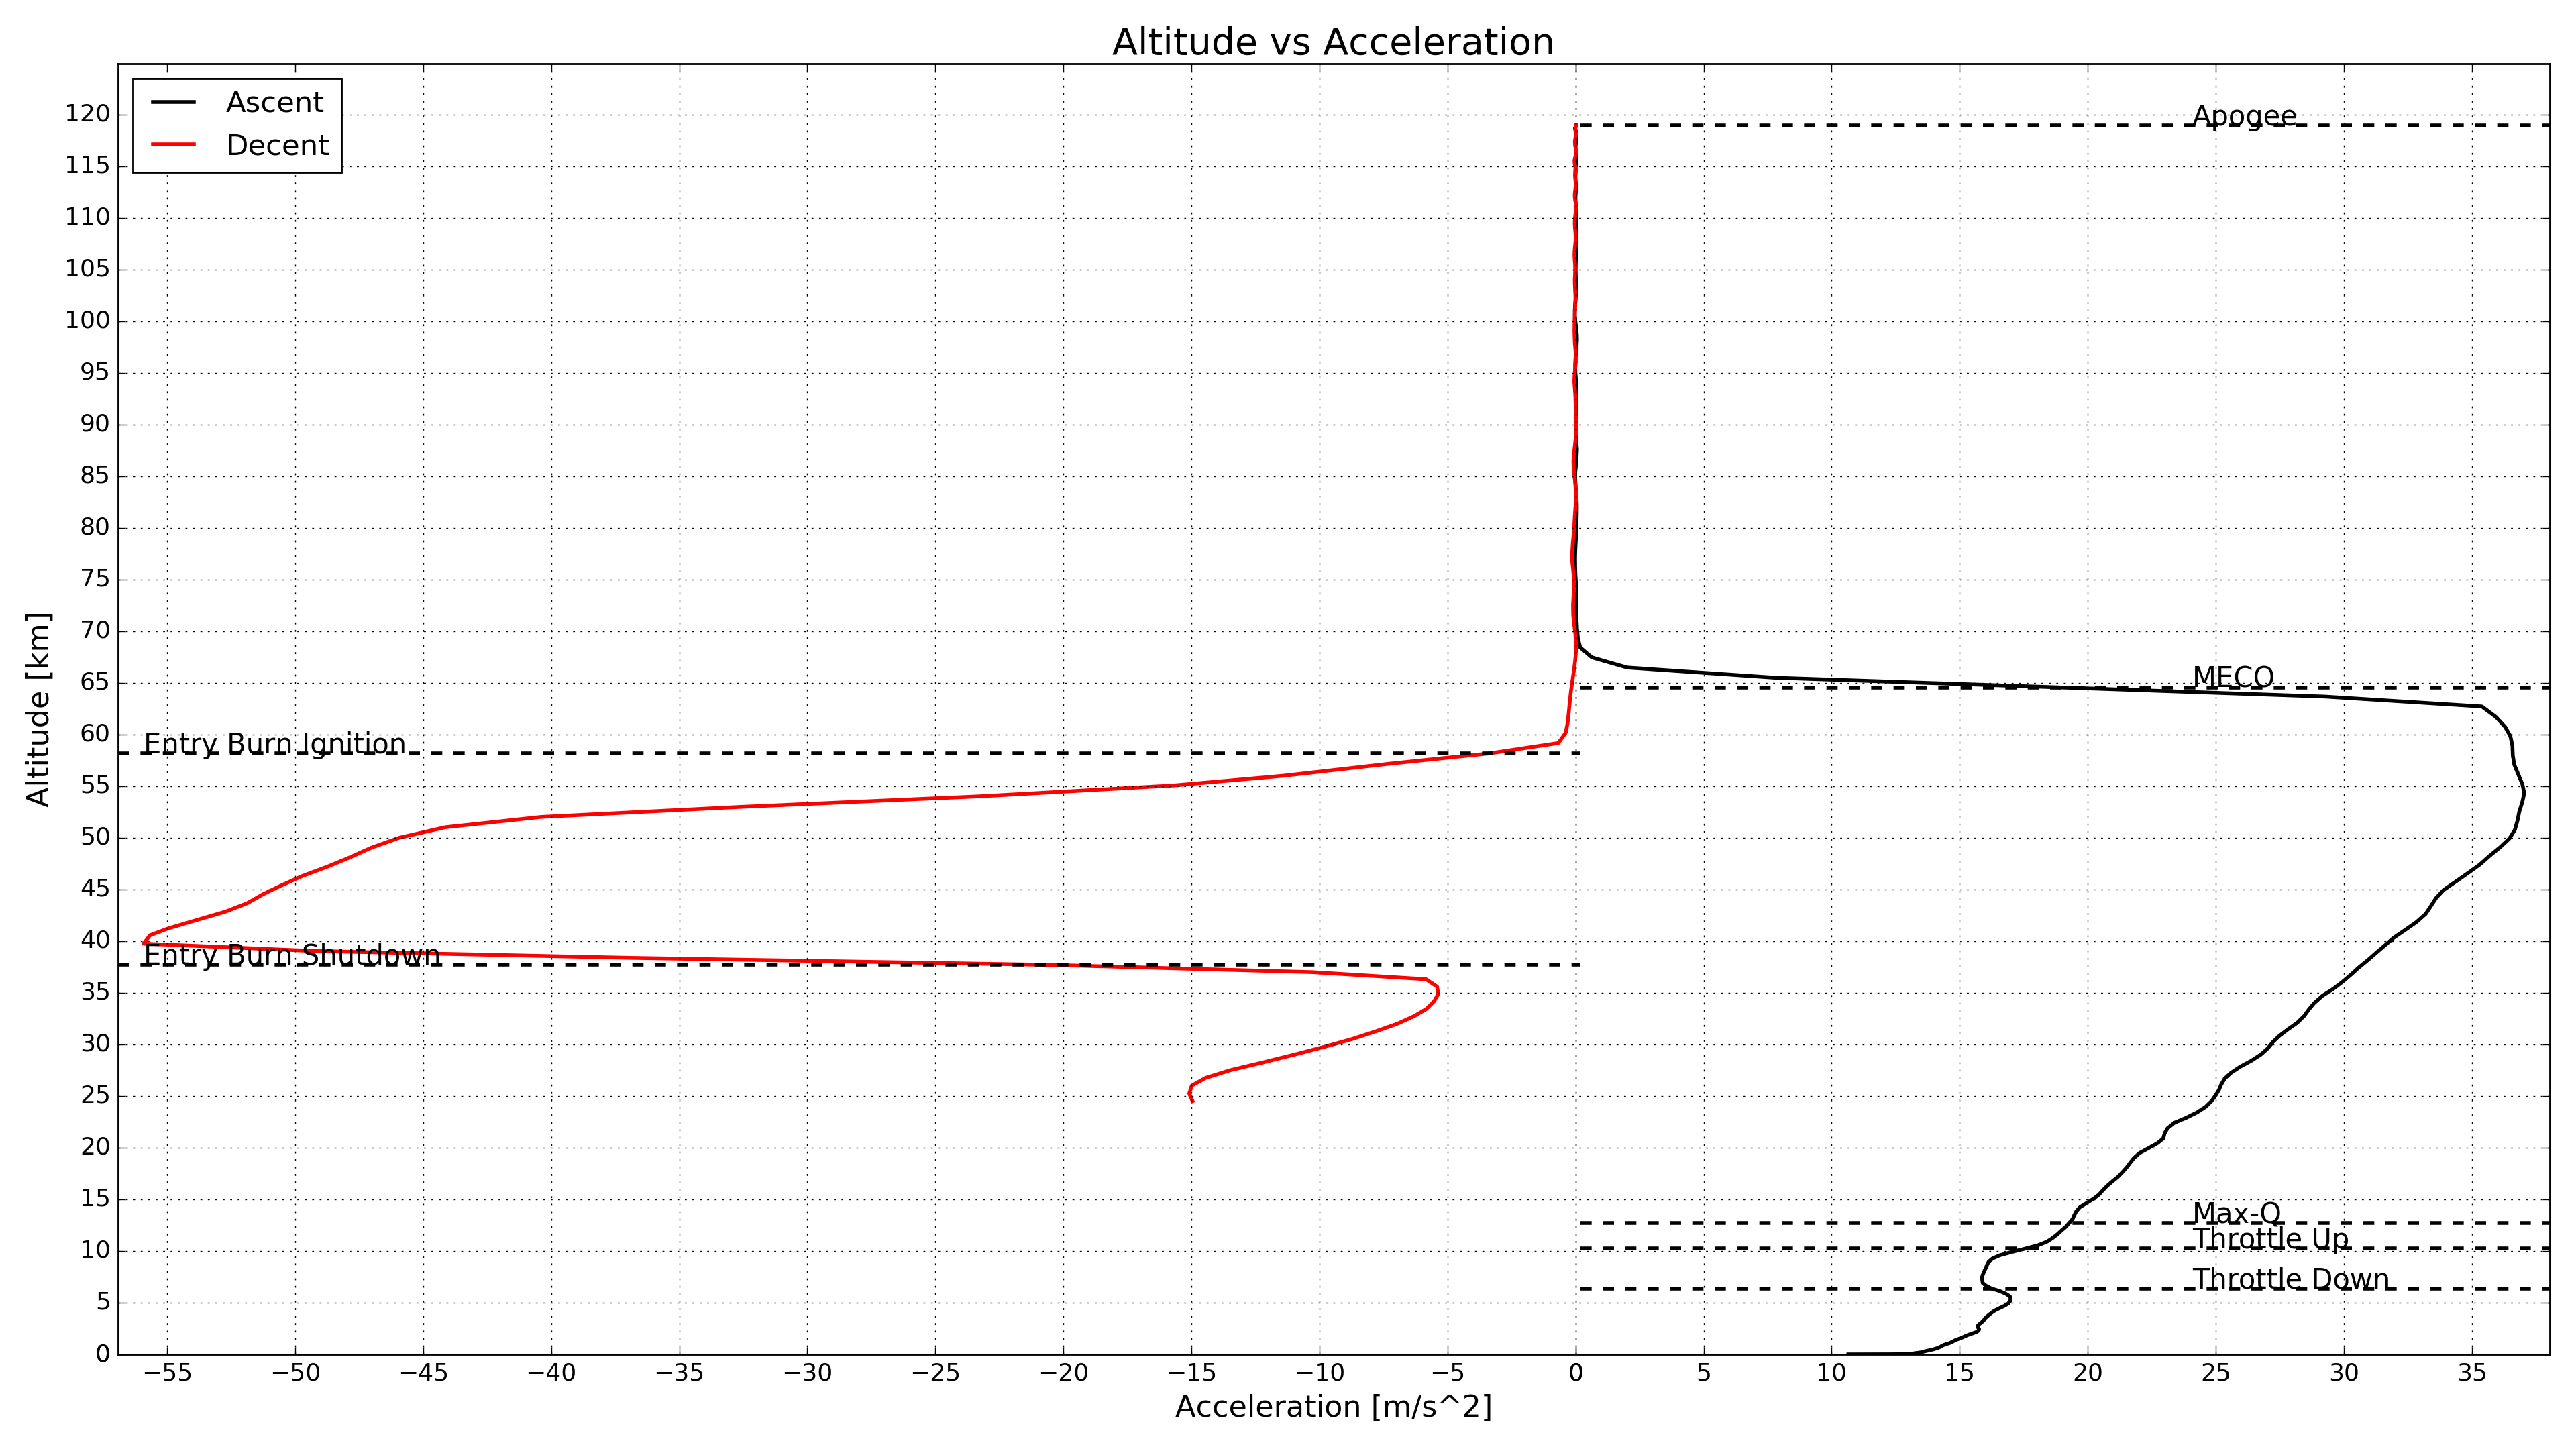 Altitude vs Acceleration
Ascent
Decent
Apogee
MECO
Entry Burn Ignition
Entry Burn Shutdown
Max-Q
Throttle Up
Throttle Down
Altitude [km]
120
115
110
105
100
95
90
85
80
75
70
65
60
55
50
45
40
35
30
25
20
15
10
5
0
−55 −50 −45 −40 −35 −30 −25 −20 −15 −10 −5 0 5 10 15 20 25 30 35
Acceleration [m/s^2]